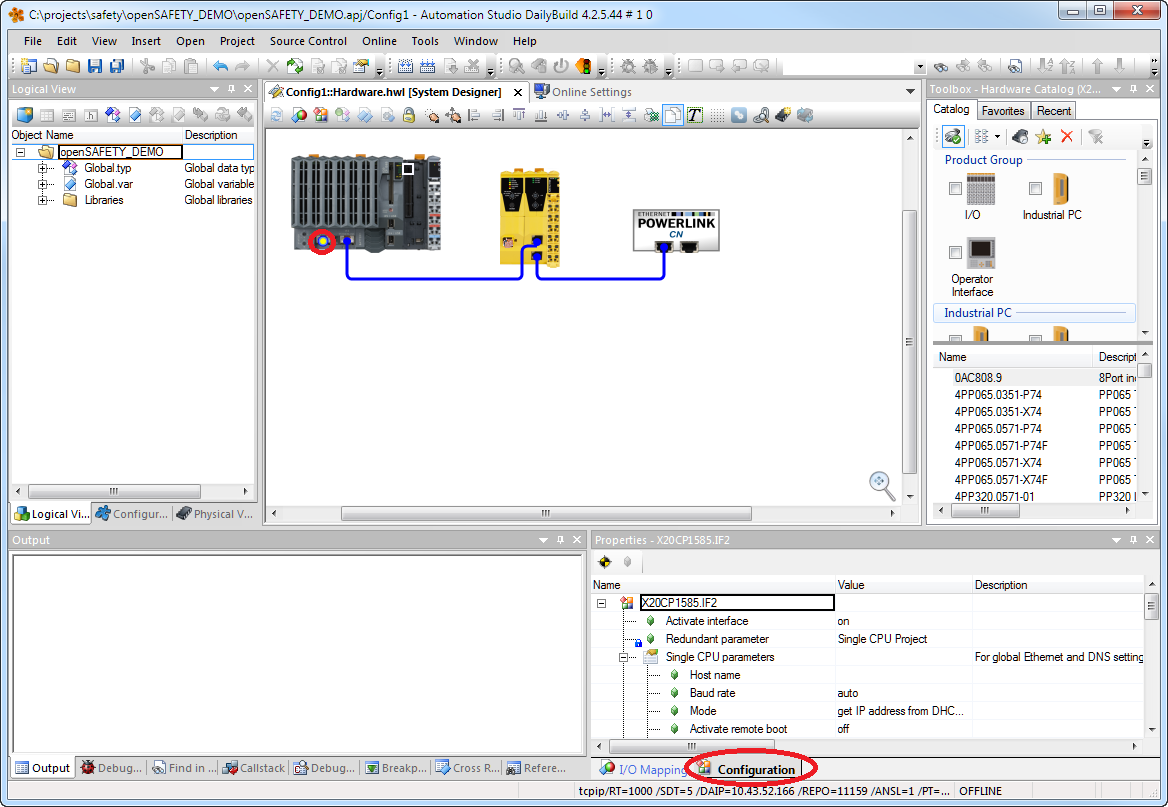 C:\projects\safety\openSAFETY_DEMO\openSAFETY_DEMO.apj/Config1 - Automation Studio DailyBuild 4.2.5.44 # 1 0
File Edit View Insert Open Project Source Control Online Tools Window Help
Logical View
Object Name Description
openSAFETY_DEMO
Global.typ Global data typ
Global.var Global variable
Libraries Global libraries
Logical Vi... Configur... Physical V...
Config1::Hardware.hwl [System Designer] Online Settings
ETHERNET
POWERLINK
CN
Toolbox - Hardware Catalog (X2...
Catalog Favorites Recent
Product Group
I/O Industrial PC
Operator
Interface
Industrial PC
Name Descript
0AC808.9 8Port in
4PP065.0351-P74 PP065
4PP065.0351-X74 PP065
4PP065.0571-P74 PP065
4PP065.0571-P74F PP065
4PP065.0571-X74 PP065
4PP065.0571-X74F PP065
4PP320.0571-01 PP320
Output
Output Debug... Find in ... Callstack Debug... Breakp... Cross R... Refere...
Properties - X20CP1585.IF2
Name Value Description
X20CP1585.IF2
Activate interface on
Redundant parameter Single CPU Project
Single CPU parameters For global Ethernet and DNS setting
Host name
Baud rate auto
Mode get IP address from DHC...
Activate remote boot off
I/O Mapping Configuration
tcpip/RT=1000 /SDT=5 /DAIP=10.43.52.166 /REPO=11159 /ANSL=1 /PT=... OFFLINE